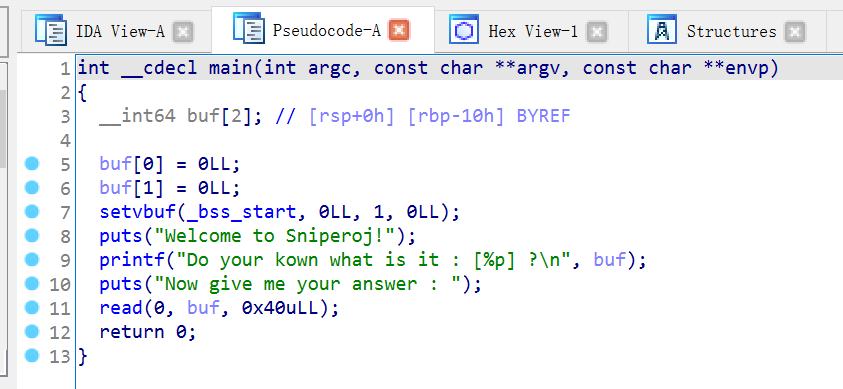 IDA View-A Pseudocode-A Hex View-1 Structures
1 int __cdecl main(int argc, const char **argv, const char **envp)
2 {
3   __int64 buf[2]; // [rsp+0h] [rbp-10h] BYREF
4
5   buf[0] = 0LL;
6   buf[1] = 0LL;
7   setvbuf(_bss_start, 0LL, 1, 0LL);
8   puts("Welcome to Sniperoj!");
9   printf("Do your kown what is it : [%p] ?\n", buf);
10   puts("Now give me your answer : ");
11   read(0, buf, 0x40uLL);
12   return 0;
13 }